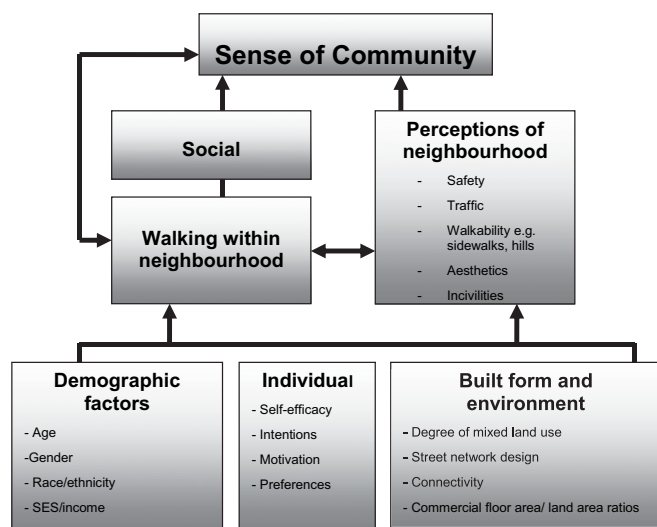 Sense of Community
Social
Perceptions of
neighbourhood
- Safety
- Traffic
- Walkability e.g.
sidewalks, hills
- Aesthetics
- Incivilities
Walking within
neighbourhood
Demographic
factors
- Age
-Gender
- Race/ethnicity
- SES/income
Individual
- Self-efficacy
- Intentions
- Motivation
- Preferences
Built form and
environment
- Degree of mixed land use
- Street network design
- Connectivity
- Commercial floor area/ land area ratios